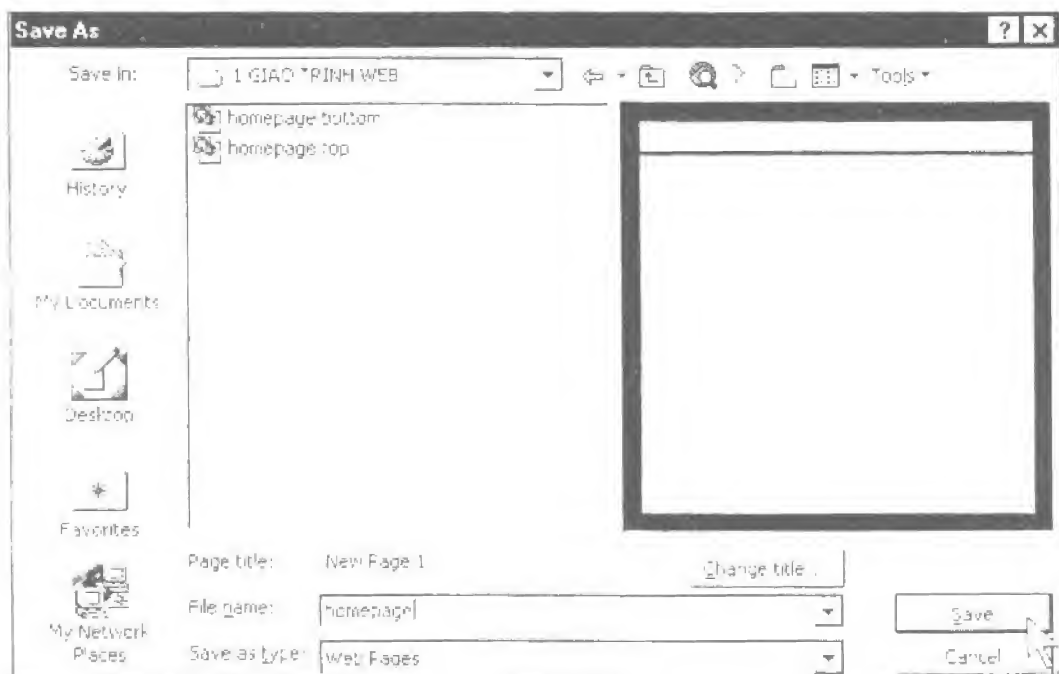 Save As
Save in:
1 GIAO TRINH WEB
Tools
homepage bottom
homepage top
History
My Documents
Desktop
Favorites
My Network
Places
Page title:
New Page 1
Change title...
File name:
homepage
Save
Save as type:
Web Pages
Cancel